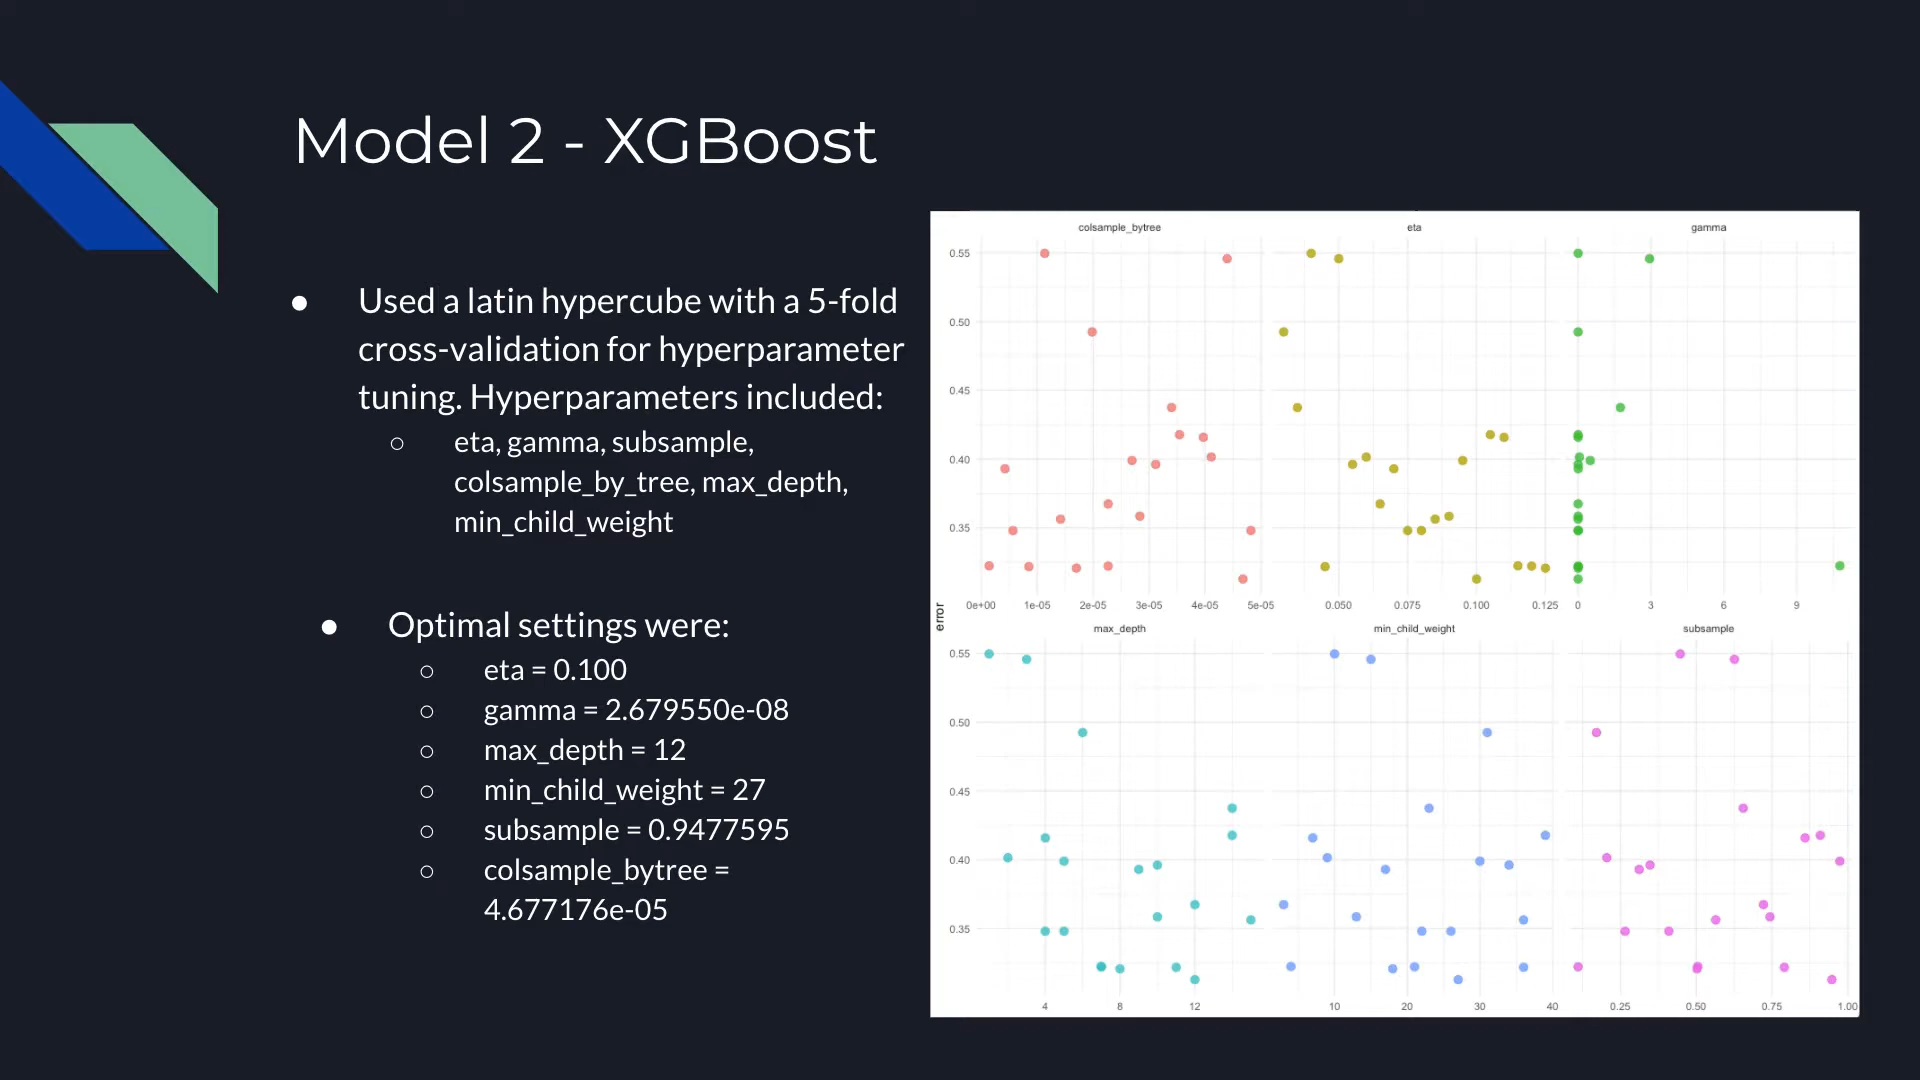 Model 2 - XGBoost
● Used a latin hypercube with a 5-fold
cross-validation for hyperparameter
tuning. Hyperparameters included:
○ eta, gamma, subsample,
colsample_by_tree, max_depth,
min_child_weight
● Optimal settings were:
○ eta = 0.100
○ gamma = 2.679550e-08
○ max_depth = 12
○ min_child_weight = 27
○ subsample = 0.9477595
○ colsample_bytree =
4.677176e-05
colsample_bytree eta gamma
0.55
0.50
0.45
0.40
0.35
0e+00 1e-05 2e-05 3e-05 4e-05 5e-05 0.050 0.075 0.100 0.125 0 3 6 9
error
max_depth min_child_weight subsample
0.55
0.50
0.45
0.40
0.35
4 8 12 10 20 30 40 0.25 0.50 0.75 1.00